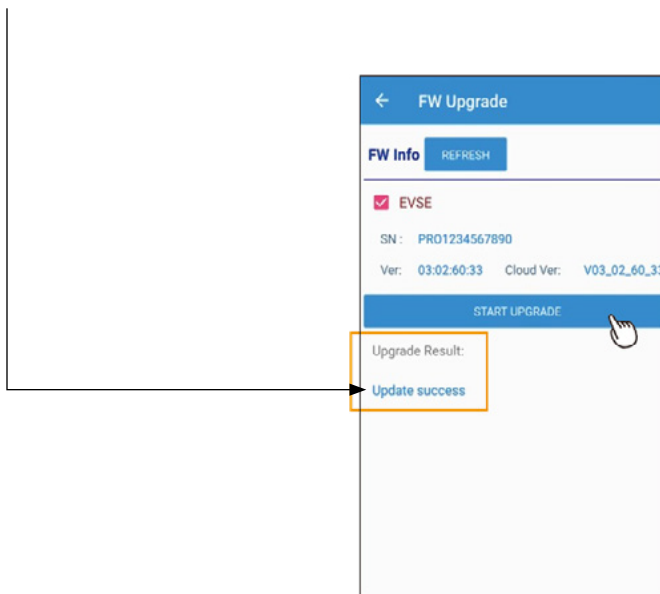 FW Upgrade
FW Info REFRESH
EVSE
SN : PRO1234567890
Ver: 03:02:60:33 Cloud Ver: V03_02_60_33
START UPGRADE
Upgrade Result:
Update success